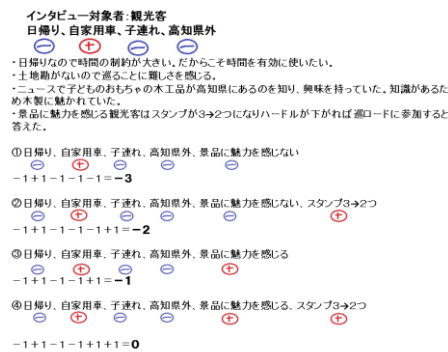 インタビュー対象者：観光客
日帰り、自家用車、子連れ、高知県外
－ ＋ － －
・日帰りなので時間の制約が大きい。だからこそ時間を有効に使いたい。
・土地勘がないので巡ることに難しさを感じる。
・ニュースで子どものおもちゃの木工品が高知県にあるのを知り、興味を持っていた。知識があるた
め木製に魅かれていた。
・景品に魅力を感じる観光客はスタンプが3→2つになりハードルが下がれば巡ロードに参加すると
答えた。
①日帰り、自家用車、子連れ、高知県外、景品に魅力を感じない
－ ＋ － － －
－1＋1－1－1－1＝－3
②日帰り、自家用車、子連れ、高知県外、景品に魅力を感じない、スタンプ3→2つ
－ ＋ － － － ＋
－1＋1－1－1－1＋1＝－2
③日帰り、自家用車、子連れ、高知県外、景品に魅力を感じる
－ ＋ － － ＋
－1＋1－1－1＋1＝－1
④日帰り、自家用車、子連れ、高知県外、景品に魅力を感じる、スタンプ3→2つ
－ ＋ － － ＋ ＋
－1＋1－1－1＋1＋1＝0